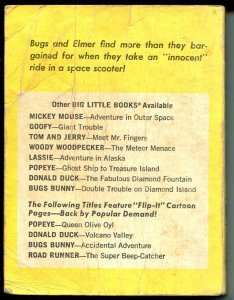 Bugs and Elmer find more than they bar-
gained for when they take an "innocent"
ride in a space scooter!
Other BIG LITTLE BOOKS® Available
MICKEY MOUSE—Adventure in Outer Space
GOOFY—Giant Trouble
TOM AND JERRY—Meet Mr. Fingers
WOODY WOODPECKER—The Meteor Menace
LASSIE—Adventure in Alaska
POPEYE—Ghost Ship to Treasure Island
DONALD DUCK—The Fabulous Diamond Fountain
BUGS BUNNY—Double Trouble on Diamond Island
The Following Titles Feature "Flip-It" Cartoon
Pages—Back by Popular Demand!
POPEYE—Queen Olive Oyl
DONALD DUCK—Volcano Valley
BUGS BUNNY—Accidental Adventure
ROAD RUNNER—The Super Beep-Catcher